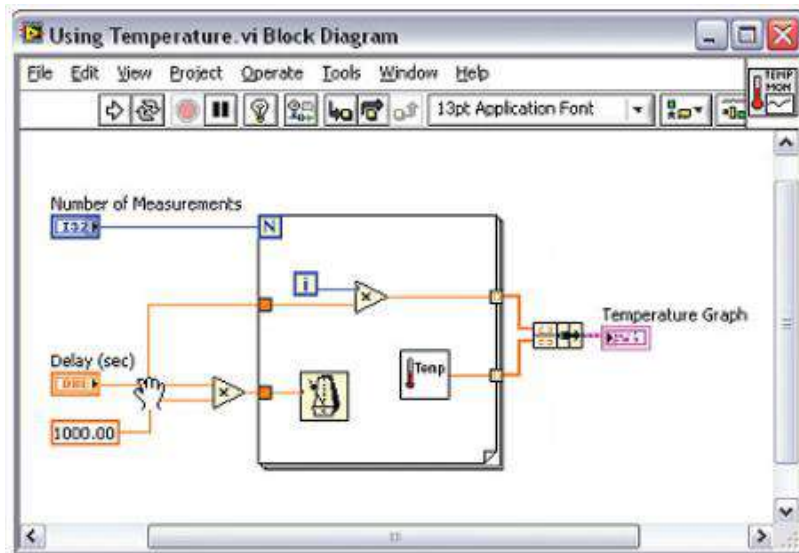 Using Temperature.vi Block Diagram
File Edit View Project Operate Tools Window Help
TEMP
MON
13pt Application Font
Number of Measurements
I32
N
i
×
Temperature Graph
Delay (sec)
DBL
×
Temp
1000.00